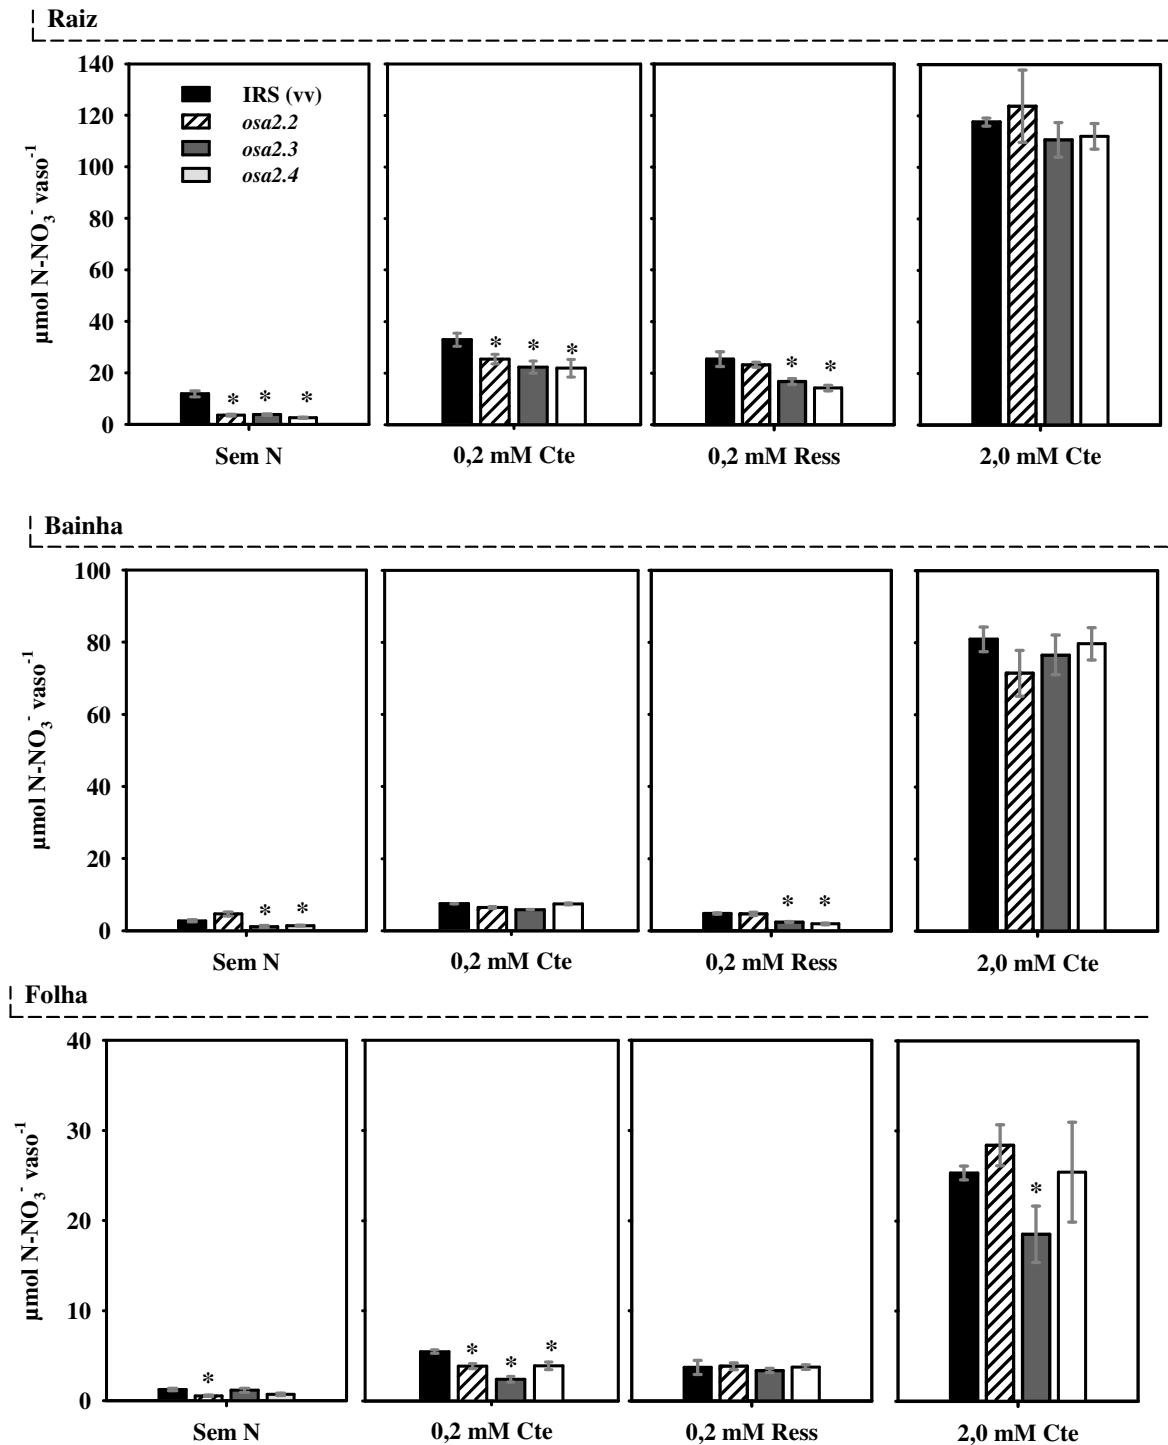 Raiz
µmol N-NO₃⁻ vaso⁻¹
140
120
100
80
60
40
20
0
IRS (vv)
osa2.2
osa2.3
osa2.4
* * *
* * *
* *
Sem N 0,2 mM Cte 0,2 mM Ress 2,0 mM Cte
Bainha
µmol N-NO₃⁻ vaso⁻¹
100
80
60
40
20
0
* *
* *
Sem N 0,2 mM Cte 0,2 mM Ress 2,0 mM Cte
Folha
µmol N-NO₃⁻ vaso⁻¹
40
30
20
10
0
*
* * *
*
Sem N 0,2 mM Cte 0,2 mM Ress 2,0 mM Cte